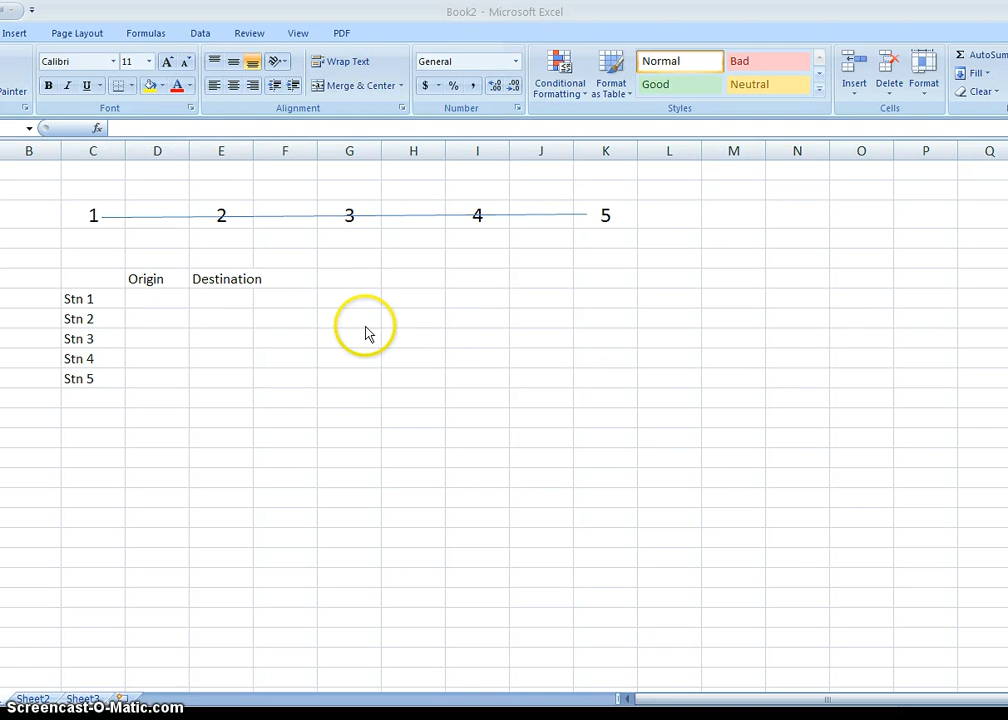 Book2 - Microsoft Excel
Insert Page Layout Formulas Data Review View PDF
Calibri 11 A A Wrap Text General Normal Bad AutoSum
Painter B I U A Merge & Center $ % , .00 .0 Conditional Formatting Format as Table Good Neutral Insert Delete Format Fill
Clear
Font Alignment Number Styles Cells
fx
B C D E F G H I J K L M N O P Q
1 2 3 4 5
Origin Destination
Stn 1
Stn 2
Stn 3
Stn 4
Stn 5
Sheet2 Sheet3
Screencast-O-Matic.com